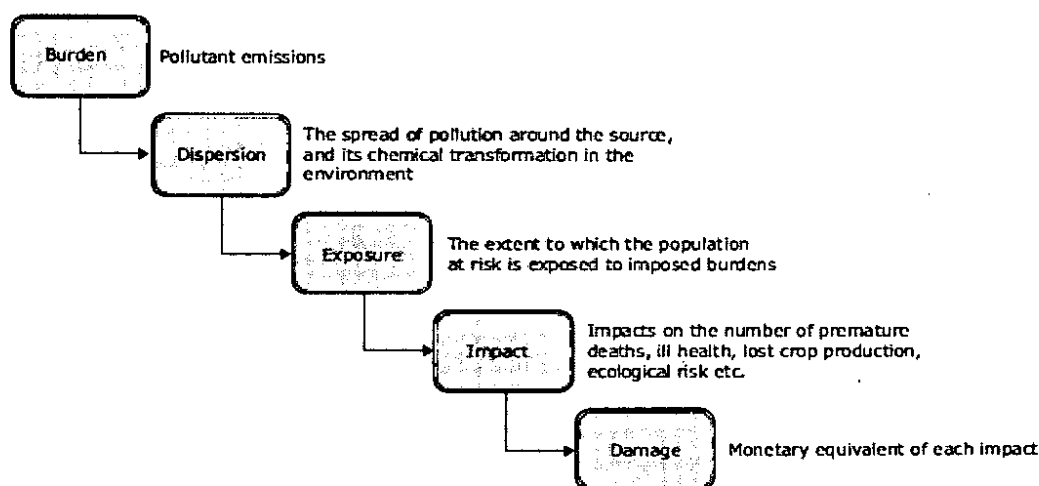 Burden
Pollutant emissions
Dispersion
The spread of pollution around the source,
and its chemical transformation in the
environment
Exposure
The extent to which the population
at risk is exposed to imposed burdens
Impact
Impacts on the number of premature
deaths, ill health, lost crop production,
ecological risk etc.
Damage
Monetary equivalent of each impact